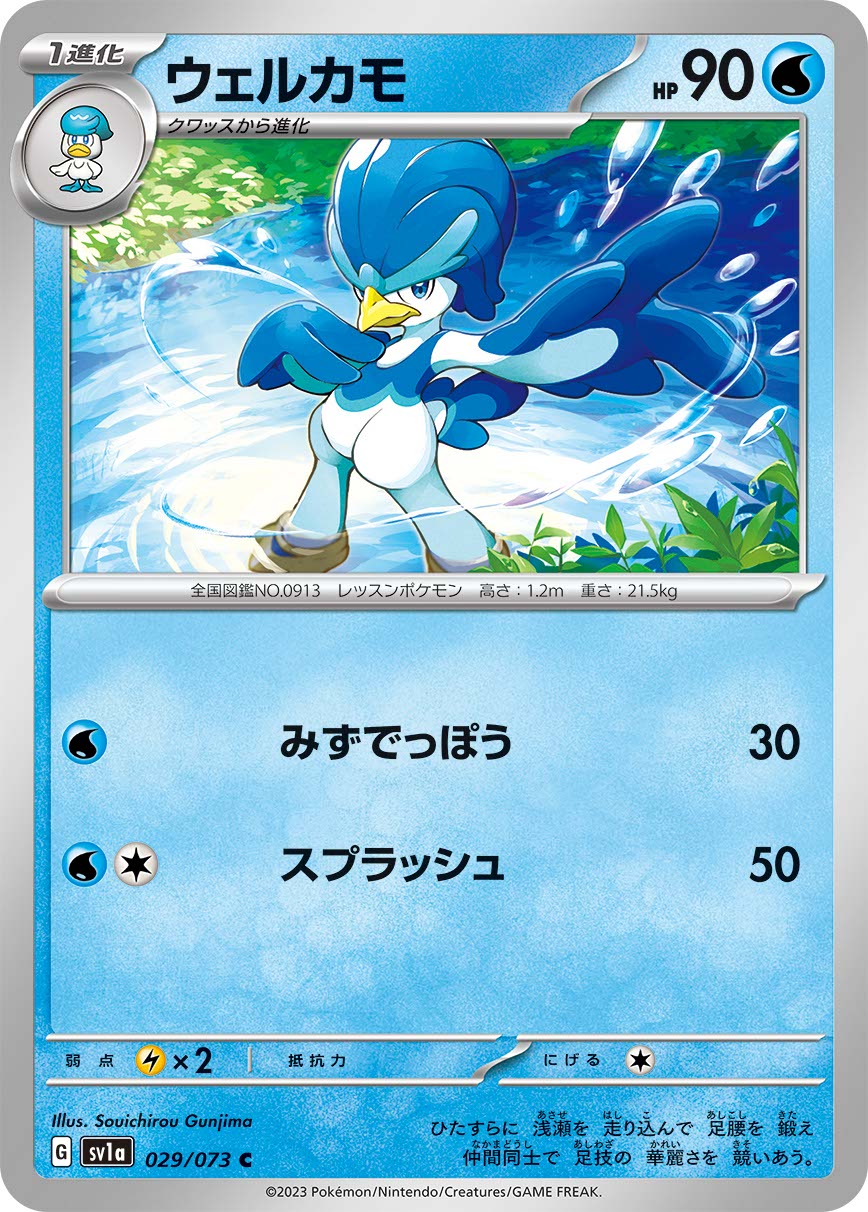 1進化
ウェルカモ
HP 90
クワッスから進化
全国図鑑NO.0913 レッスンポケモン 高さ:1.2m 重さ:21.5kg
みずでっぽう 30
スプラッシュ 50
弱点 ×2 抵抗力 にげる
Illus. Souichirou Gunjima
ひたすらに 浅瀬を 走り込んで 足腰を 鍛え
仲間同士で 足技の 華麗さを 競いあう。
G sv1a 029/073 C
©2023 Pokémon/Nintendo/Creatures/GAME FREAK.